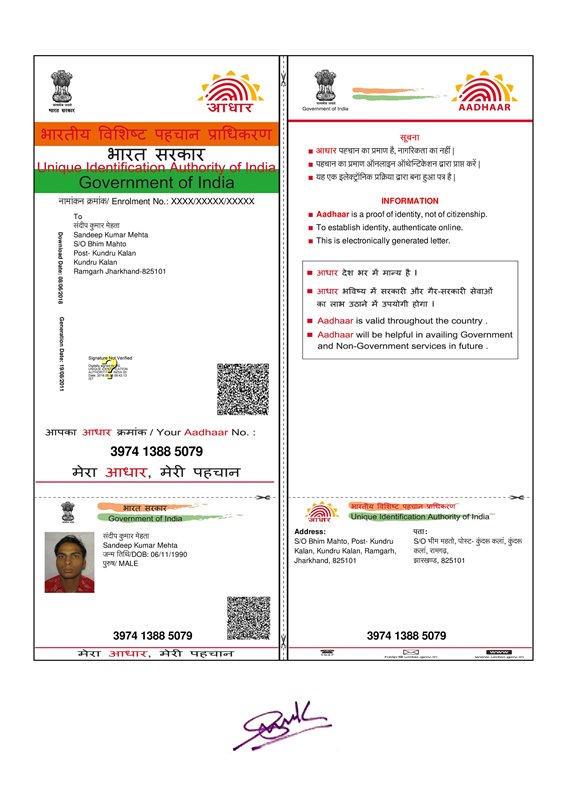 भारत सरकार
आधार
भारतीय विशिष्ट पहचान प्राधिकरण
भारत सरकार
Unique Identification Authority of India
Government of India
नामांकन क्रमांक/ Enrolment No.: XXXX/XXXXX/XXXXX
To
संदीप कुमार मेहता
Sandeep Kumar Mehta
S/O Bhim Mahto
Post- Kundru Kalan
Kundru Kalan
Ramgarh Jharkhand-825101
Download Date: 08/06/2018
Generation Date: 19/08/2011
Signature Not Verified
आपका आधार क्रमांक / Your Aadhaar No. :
3974 1388 5079
मेरा आधार, मेरी पहचान
Government of India
AADHAAR
सूचना
आधार पहचान का प्रमाण है, नागरिकता का नहीं |
पहचान का प्रमाण ऑनलाइन ऑथेन्टिकेशन द्वारा प्राप्त करें |
यह एक इलेक्ट्रॉनिक प्रक्रिया द्वारा बना हुआ पत्र है |
INFORMATION
Aadhaar is a proof of identity, not of citizenship.
To establish identity, authenticate online.
This is electronically generated letter.
आधार देश भर में मान्य है ।
आधार भविष्य में सरकारी और गैर-सरकारी सेवाओं
का लाभ उठाने में उपयोगी होगा ।
Aadhaar is valid throughout the country .
Aadhaar will be helpful in availing Government
and Non-Government services in future .
भारत सरकार
Government of India
संदीप कुमार मेहता
Sandeep Kumar Mehta
जन्म तिथि/DOB: 06/11/1990
पुरुष/ MALE
3974 1388 5079
मेरा आधार, मेरी पहचान
आधार
भारतीय विशिष्ट पहचान प्राधिकरण
Unique Identification Authority of India
Address:
S/O Bhim Mahto, Post- Kundru
Kalan, Kundru Kalan, Ramgarh,
Jharkhand, 825101
पता:
S/O भीम महतो, पोस्ट- कुंदरू कलां, कुंदरू
कलां, रामगढ़,
झारखण्ड, 825101
3974 1388 5079
1947
www